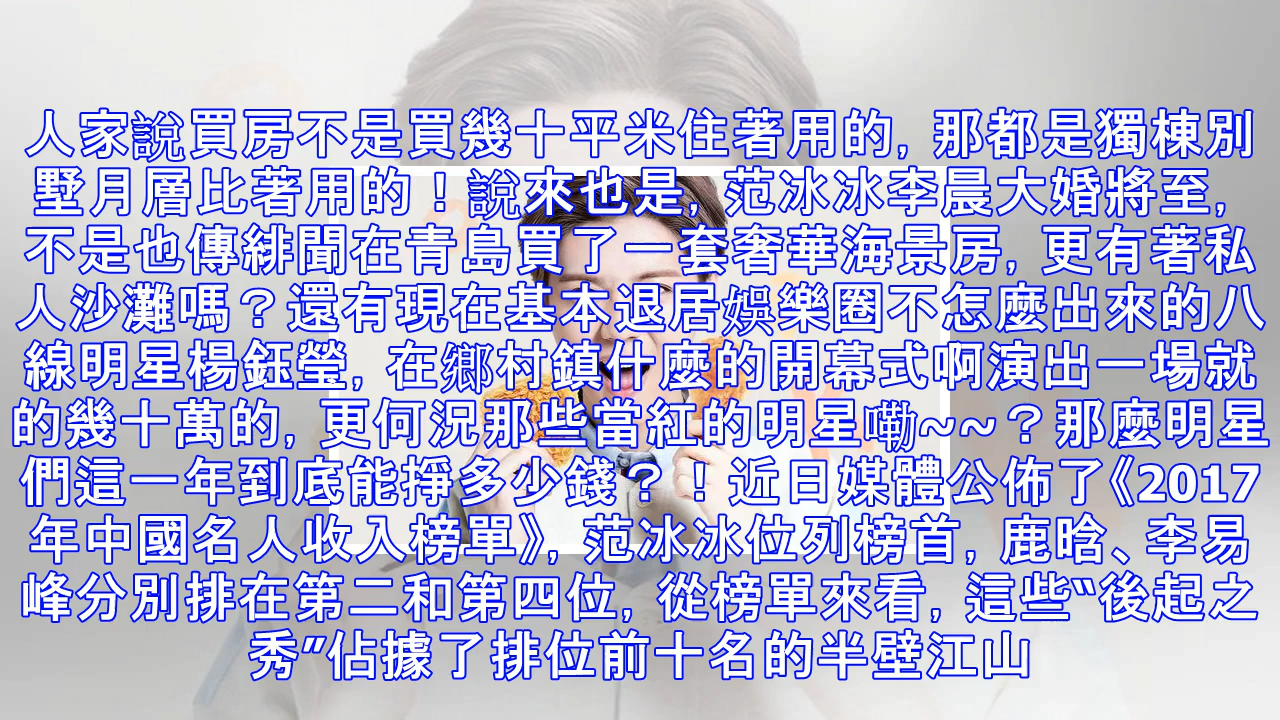 人家說買房不是買幾十平米住著用的, 那都是獨棟別
墅月層比著用的！說來也是, 范冰冰李晨大婚將至,
不是也傳緋聞在青島買了一套奢華海景房, 更有著私
人沙灘嗎？還有現在基本退居娛樂圈不怎麼出來的八
線明星楊鈺瑩, 在鄉村鎮什麼的開幕式啊演出一場就
的幾十萬的, 更何況那些當紅的明星嘞~~？那麼明星
們這一年到底能掙多少錢？！近日媒體公佈了《2017
年中國名人收入榜單》, 范冰冰位列榜首, 鹿晗、李易
峰分別排在第二和第四位, 從榜單來看, 這些“後起之
秀”佔據了排位前十名的半壁江山